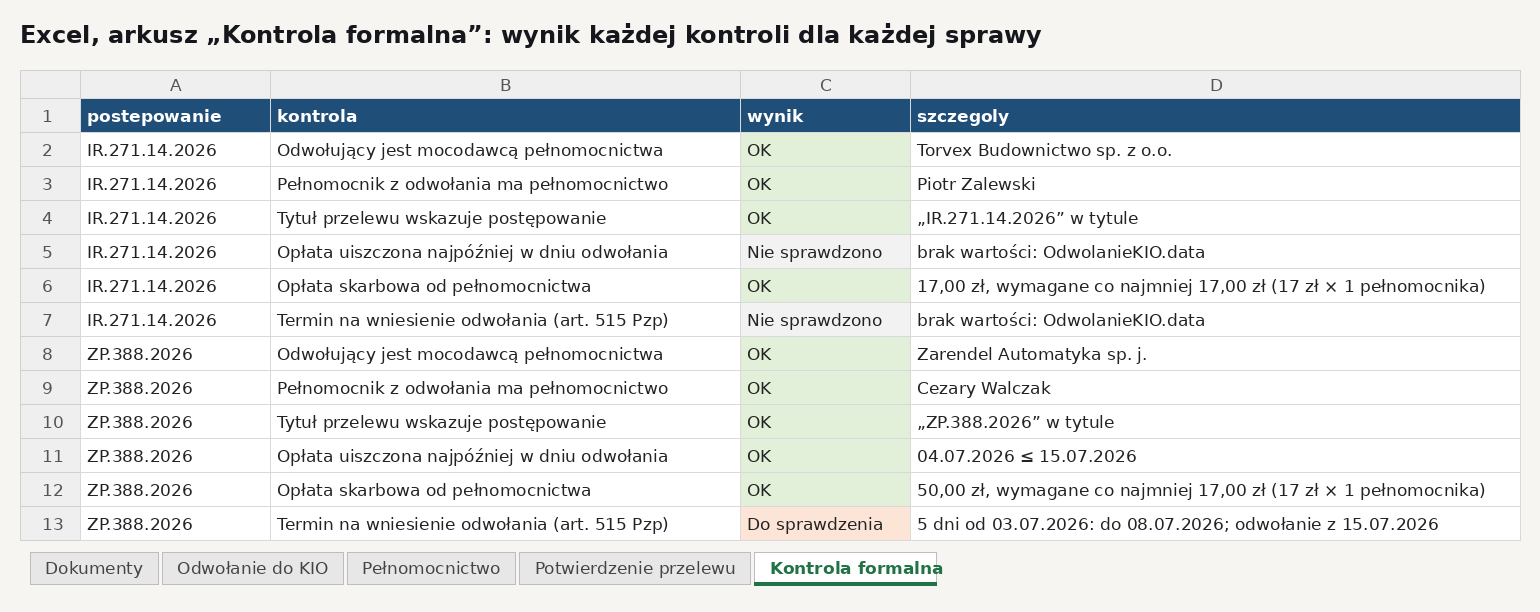 Excel, arkusz „Kontrola formalna”: wynik każdej kontroli dla każdej sprawy
A B C D
1 postepowanie kontrola wynik szczegoly
2 IR.271.14.2026 Odwołujący jest mocodawcą pełnomocnictwa OK Torvex Budownictwo sp. z o.o.
3 IR.271.14.2026 Pełnomocnik z odwołania ma pełnomocnictwo OK Piotr Zalewski
4 IR.271.14.2026 Tytuł przelewu wskazuje postępowanie OK „IR.271.14.2026” w tytule
5 IR.271.14.2026 Opłata uiszczona najpóźniej w dniu odwołania Nie sprawdzono brak wartości: OdwolanieKIO.data
6 IR.271.14.2026 Opłata skarbowa od pełnomocnictwa OK 17,00 zł, wymagane co najmniej 17,00 zł (17 zł × 1 pełnomocnika)
7 IR.271.14.2026 Termin na wniesienie odwołania (art. 515 Pzp) Nie sprawdzono brak wartości: OdwolanieKIO.data
8 ZP.388.2026 Odwołujący jest mocodawcą pełnomocnictwa OK Zarendel Automatyka sp. j.
9 ZP.388.2026 Pełnomocnik z odwołania ma pełnomocnictwo OK Cezary Walczak
10 ZP.388.2026 Tytuł przelewu wskazuje postępowanie OK „ZP.388.2026” w tytule
11 ZP.388.2026 Opłata uiszczona najpóźniej w dniu odwołania OK 04.07.2026 ≤ 15.07.2026
12 ZP.388.2026 Opłata skarbowa od pełnomocnictwa OK 50,00 zł, wymagane co najmniej 17,00 zł (17 zł × 1 pełnomocnika)
13 ZP.388.2026 Termin na wniesienie odwołania (art. 515 Pzp) Do sprawdzenia 5 dni od 03.07.2026: do 08.07.2026; odwołanie z 15.07.2026
Dokumenty Odwołanie do KIO Pełnomocnictwo Potwierdzenie przelewu Kontrola formalna